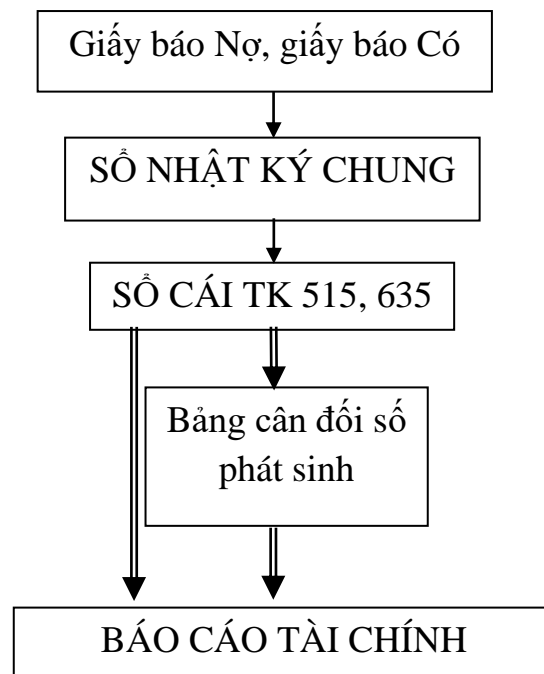 Giấy báo Nợ, giấy báo Có
SỔ NHẬT KÝ CHUNG
SỔ CÁI TK 515, 635
Bảng cân đối số
phát sinh
BÁO CÁO TÀI CHÍNH